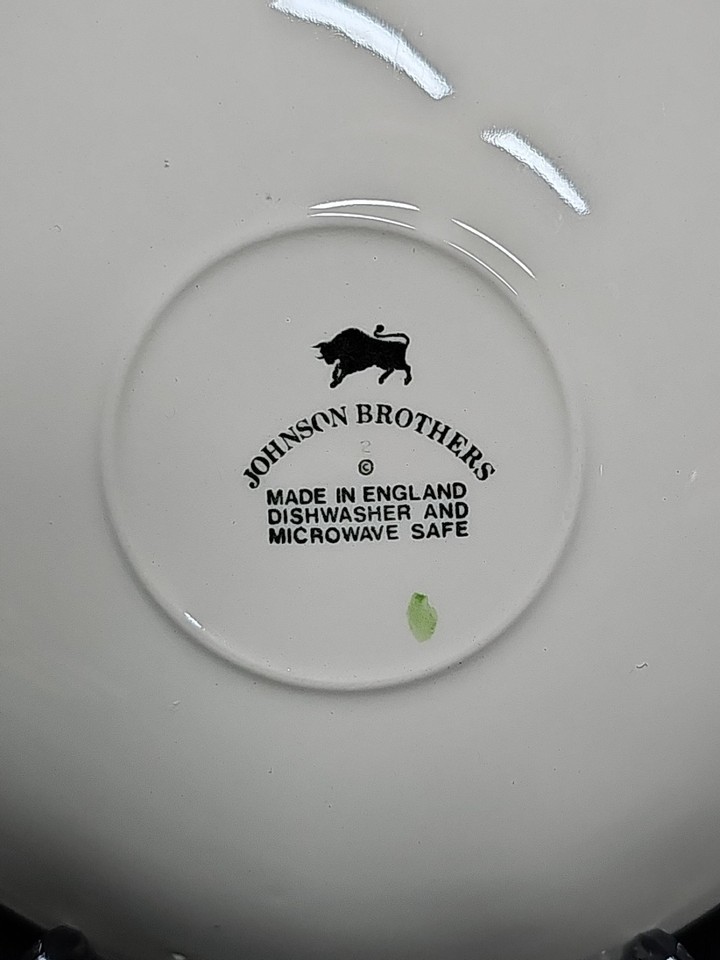 JOHNSON BROTHERS
2
©
MADE IN ENGLAND
DISHWASHER AND
MICROWAVE SAFE